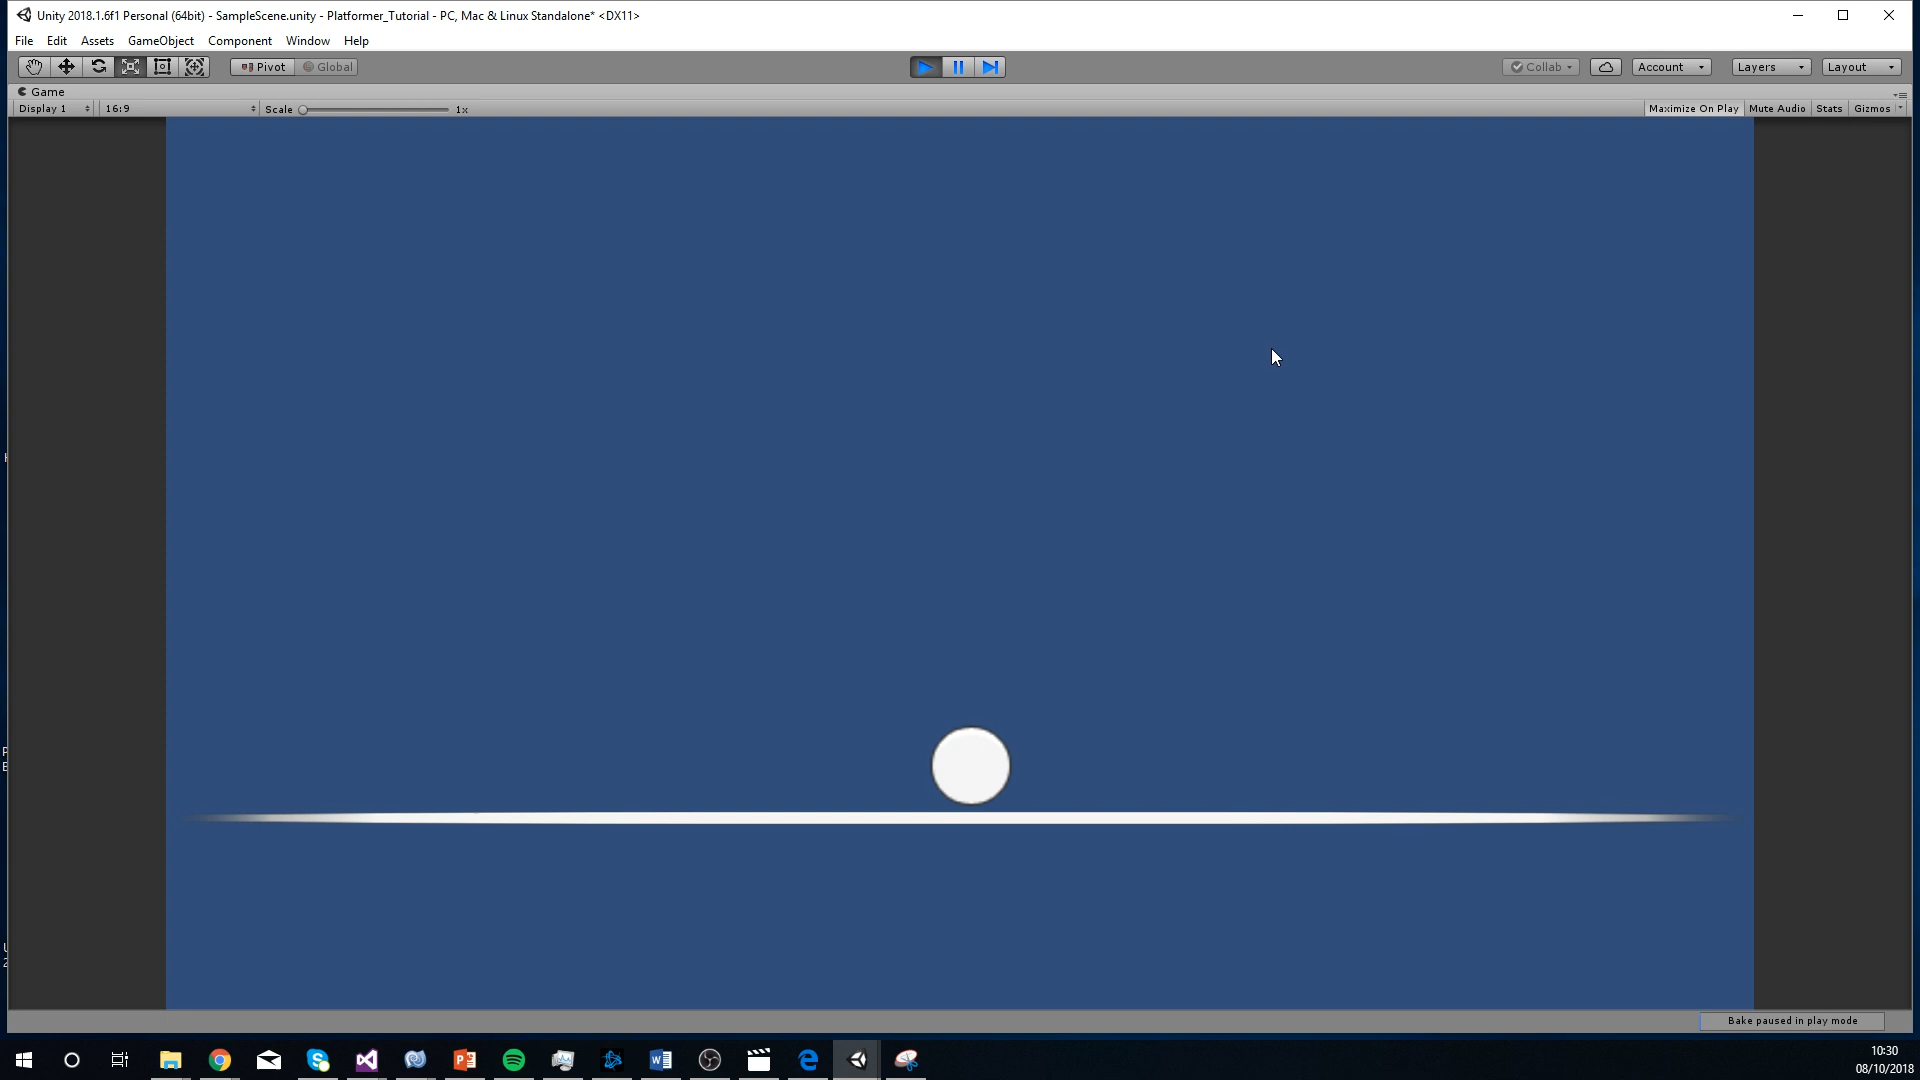 Unity 2018.1.6f1 Personal (64bit) - SampleScene.unity - Platformer_Tutorial - PC, Mac & Linux Standalone* <DX11>
File Edit Assets GameObject Component Window Help
Pivot Global Collab Account Layers Layout
Game
Display 1 16:9 Scale 1x Maximize On Play Mute Audio Stats Gizmos
Bake paused in play mode
10:30
08/10/2018